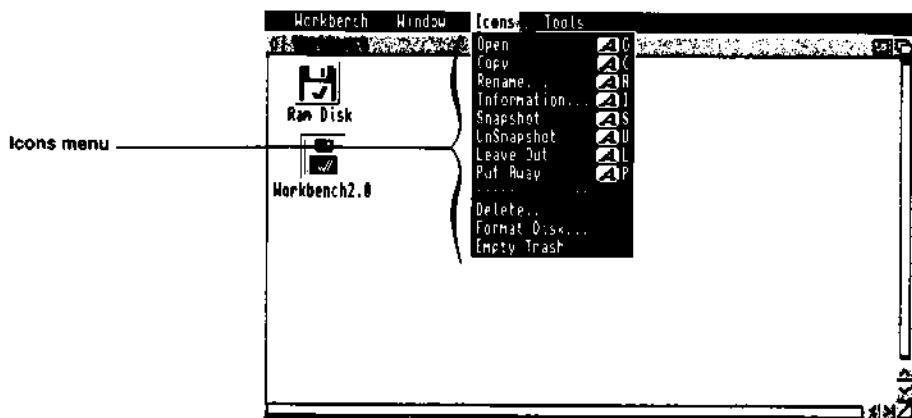 Workbench Window Icons Tools
Open A O
Copy A C
Rename... A R
Information... A I
Snapshot A S
UnSnapshot A U
Leave Out A L
Put Away A P
Delete..
Format Disk...
Empty Trash
Ram Disk
Icons menu
Workbench2.0